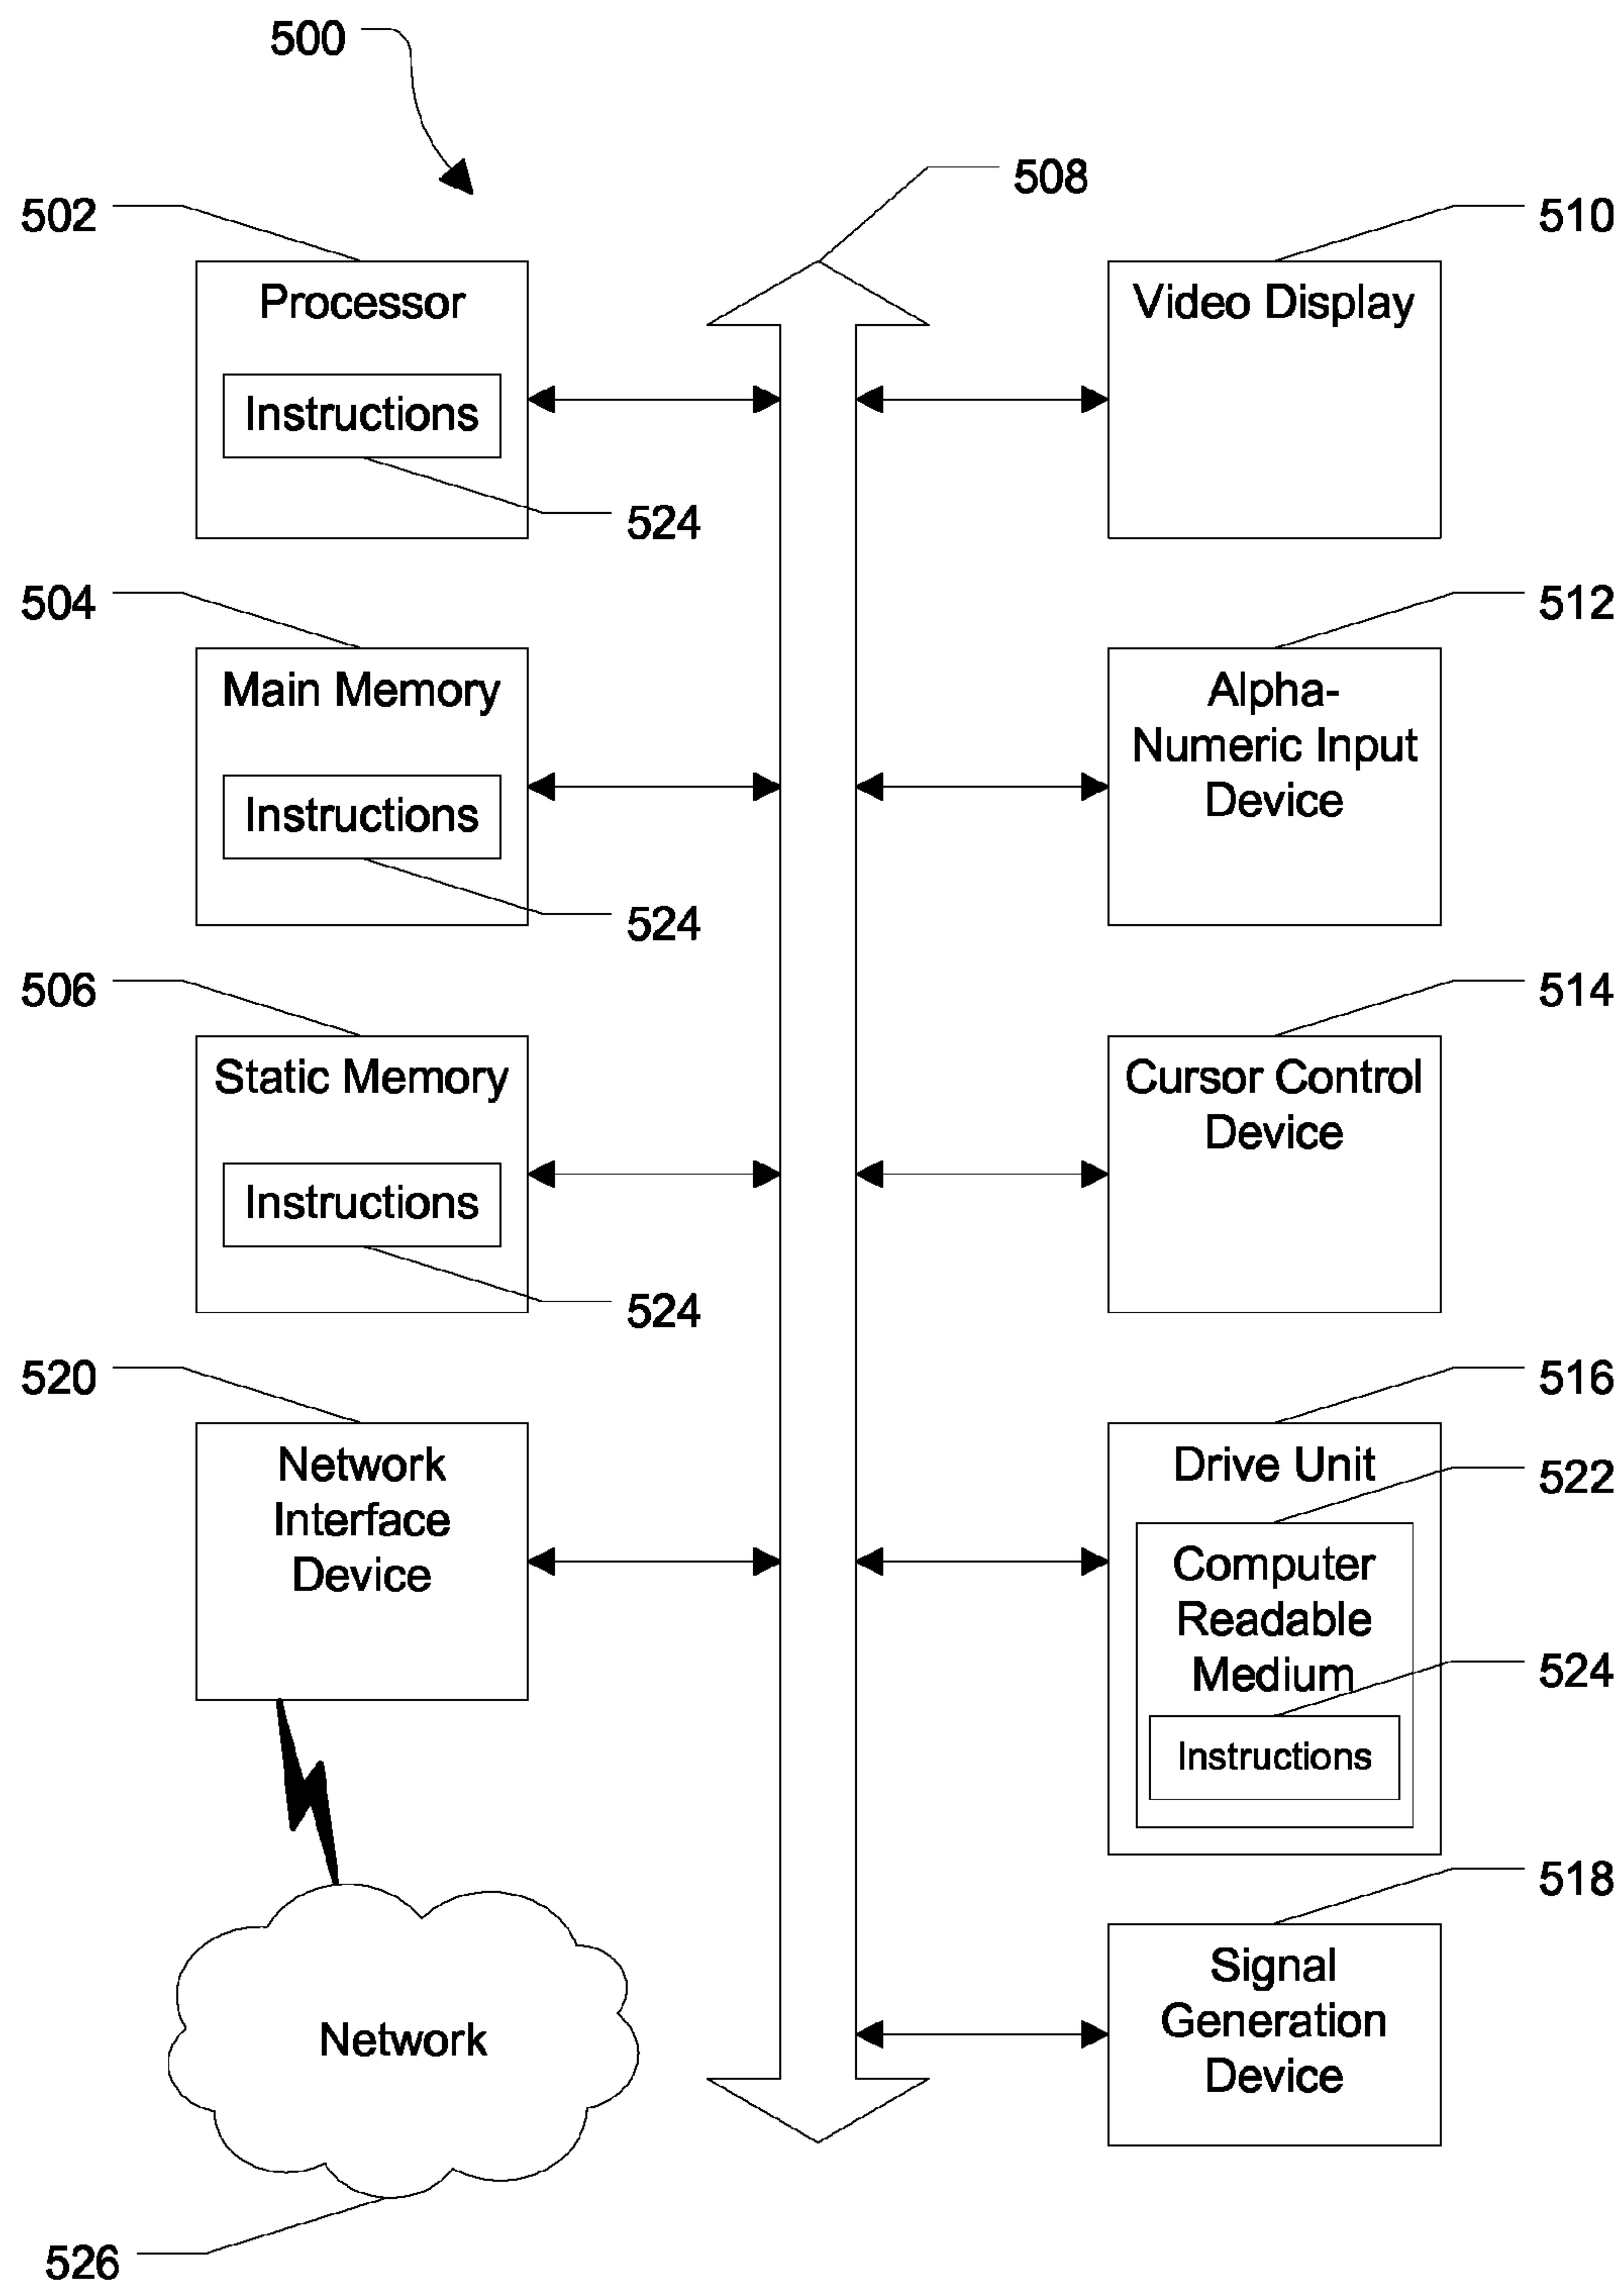 500
508
502
510
Processor
Instructions
524
Video Display
504
512
Main Memory
Instructions
524
Alpha-
Numeric Input
Device
506
514
Static Memory
Instructions
524
Cursor Control
Device
520
516
Network
Interface
Device
Drive Unit
522
Computer
Readable
Medium
524
Instructions
518
Signal
Generation
Device
Network
526